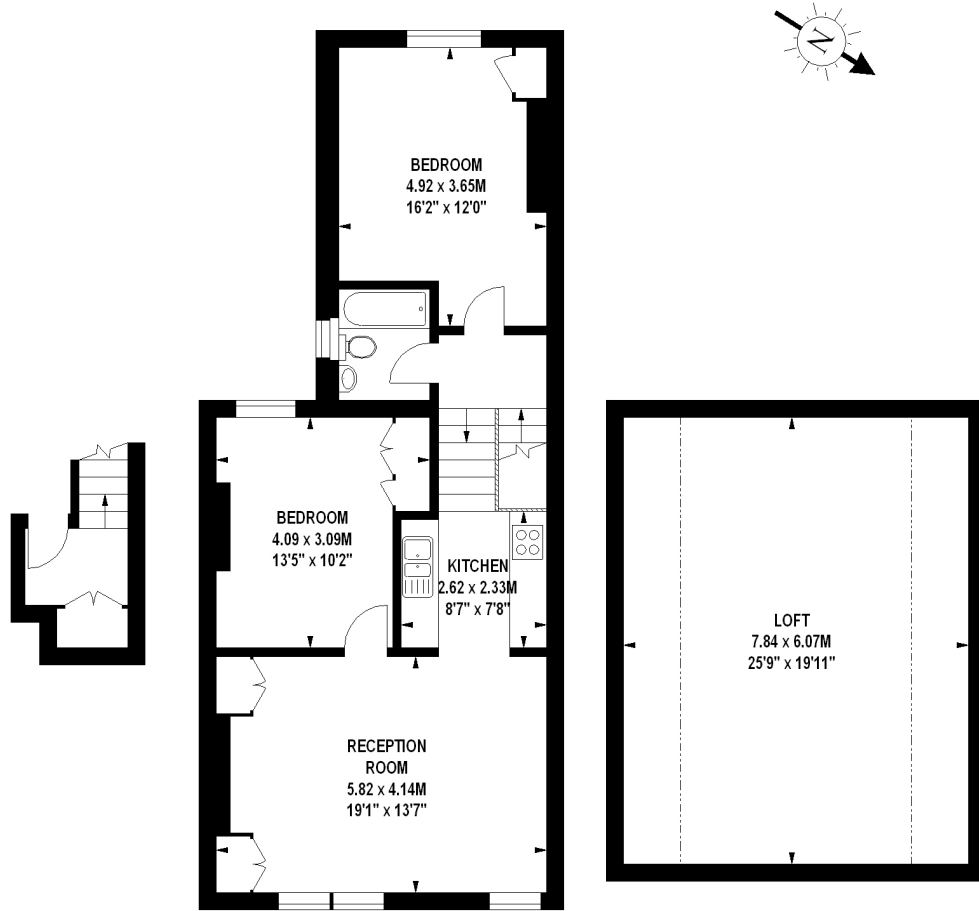 N
BEDROOM
4.92 x 3.65M
16'2" x 12'0"
BEDROOM
4.09 x 3.09M
13'5" x 10'2"
KITCHEN
2.62 x 2.33M
8'7" x 7'8"
LOFT
7.84 x 6.07M
25'9" x 19'11"
RECEPTION
ROOM
5.82 x 4.14M
19'1" x 13'7"